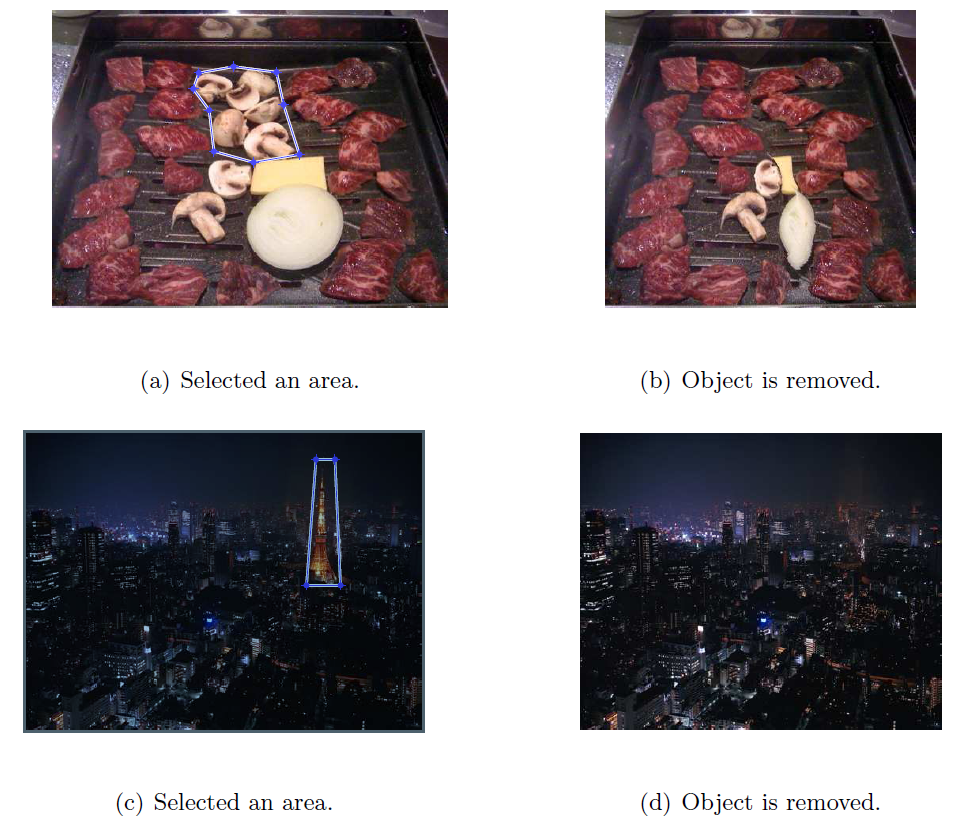 (a) Selected an area.
(b) Object is removed.
(c) Selected an area.
(d) Object is removed.